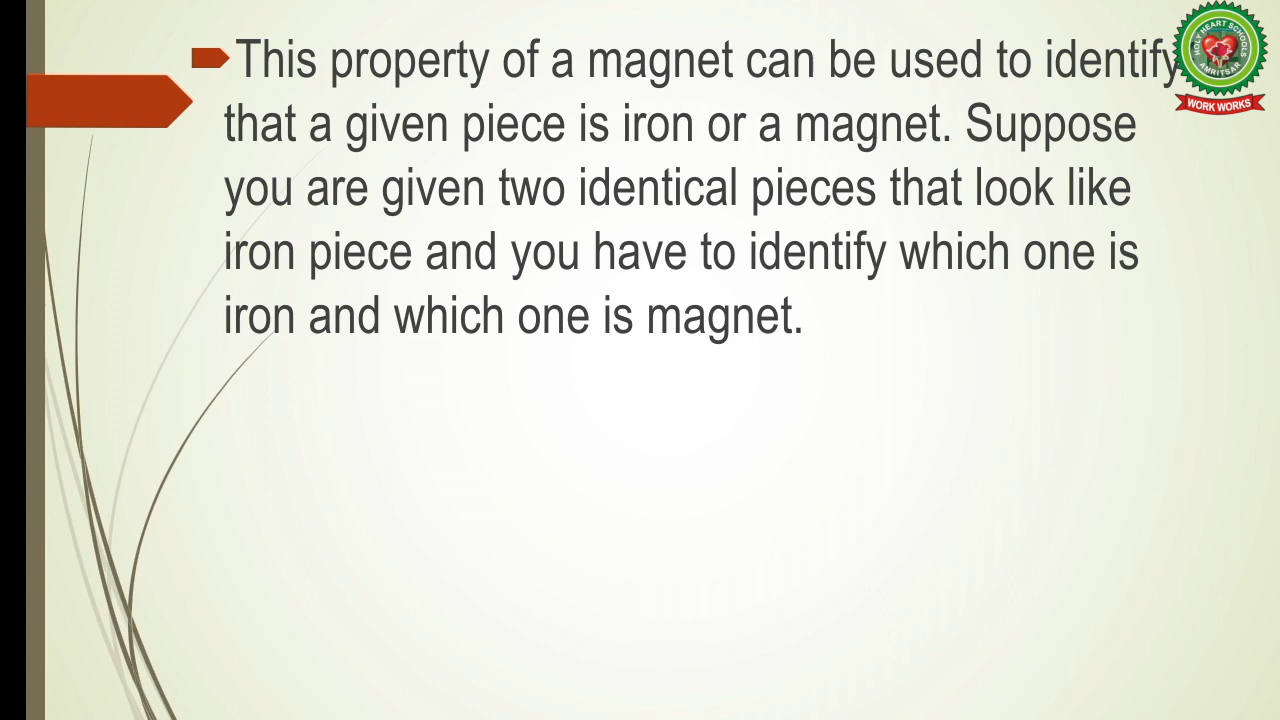 This property of a magnet can be used to identify
that a given piece is iron or a magnet. Suppose
you are given two identical pieces that look like
iron piece and you have to identify which one is
iron and which one is magnet.
HOLY HEART SCHOOLS
AMRITSAR
WORK WORKS